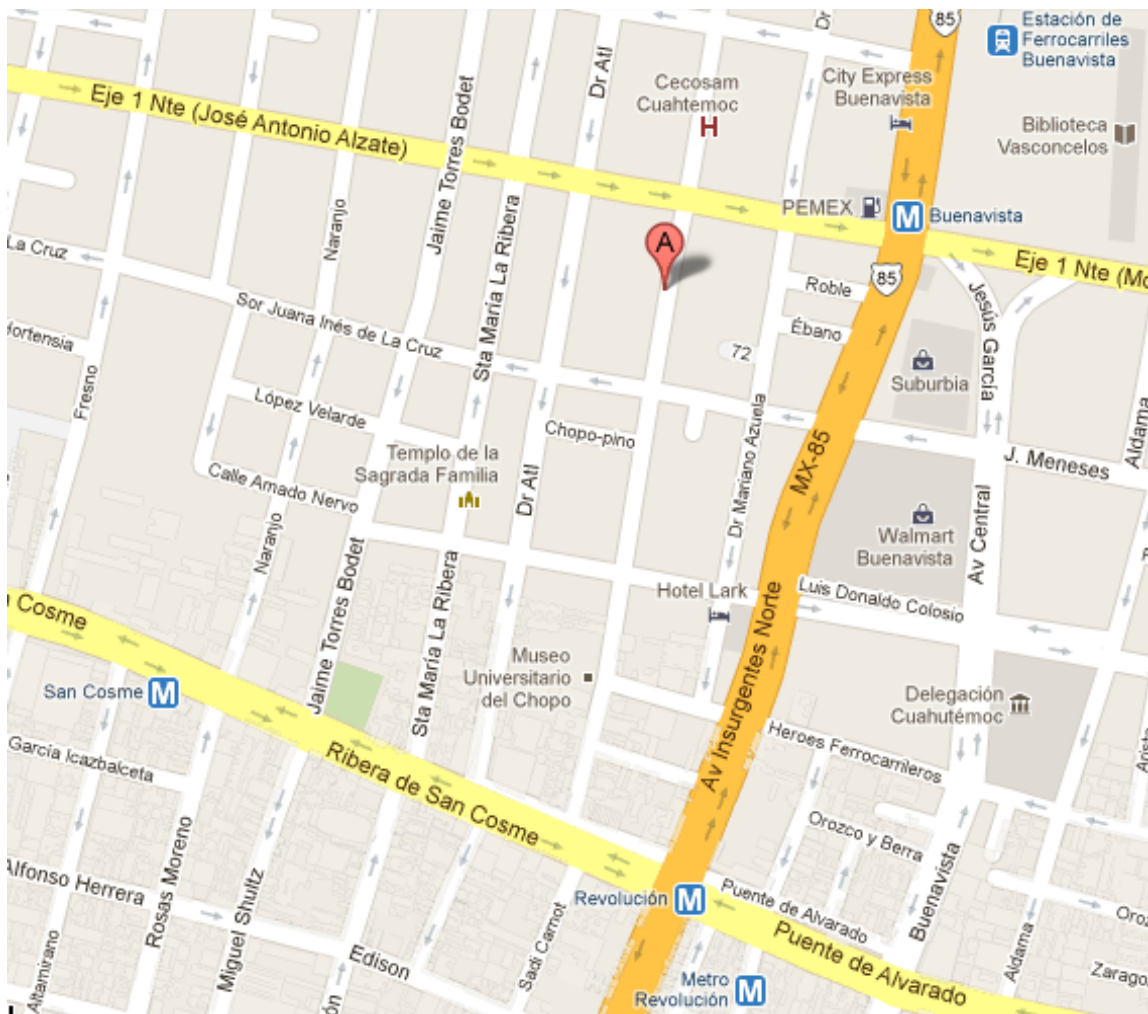 85
Estación de
Ferrocarriles
Buenavista
Dr Atl
Dr
Cecosam
Cuahtemoc
H
City Express
Buenavista
Biblioteca
Vasconcelos
Eje 1 Nte (José Antonio Alzate)
Jaime Torres Bodet
Naranjo
Sta María La Ribera
PEMEX
M
Buenavista
A
La Cruz
Eje 1 Nte (Mo
85
Roble
Jesús García
Sor Juana Inés de La Cruz
Ébano
Hortensia
72
Suburbia
Fresno
López Velarde
Chopo-pino
Dr Mariano Azuela
Aldama
MX-85
J. Meneses
Templo de la
Sagrada Familia
Dr Atl
Calle Amado Nervo
Naranjo
Walmart
Buenavista
Av Central
Jaime Torres Bodet
Sta María La Ribera
Hotel Lark
Luis Donaldo Colosio
n Cosme
Av Insurgentes Norte
Museo
Universitario
del Chopo
San Cosme
M
Delegación
Cuahutémoc
García Icazbalceta
Ribera de San Cosme
Heroes Ferrocarrileros
Arista
Orozco y Berra
Rosas Moreno
Miguel Shultz
Alfonso Herrera
Revolución
M
Puente de Alvarado
Buenavista
Oroz
Sadi Carnot
Edison
Puente de Alvarado
Aldama
Zaragoz
Altamirano
Metro
Revolución
M
ón